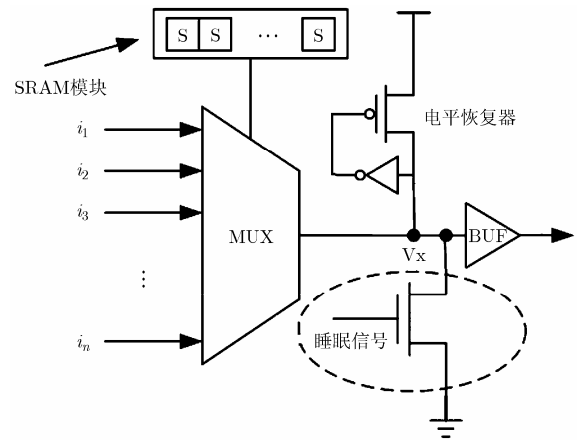 S S ... S
SRAM模块
电平恢复器
i1
i2
i3
MUX
BUF
Vx
⋮
睡眠信号
in